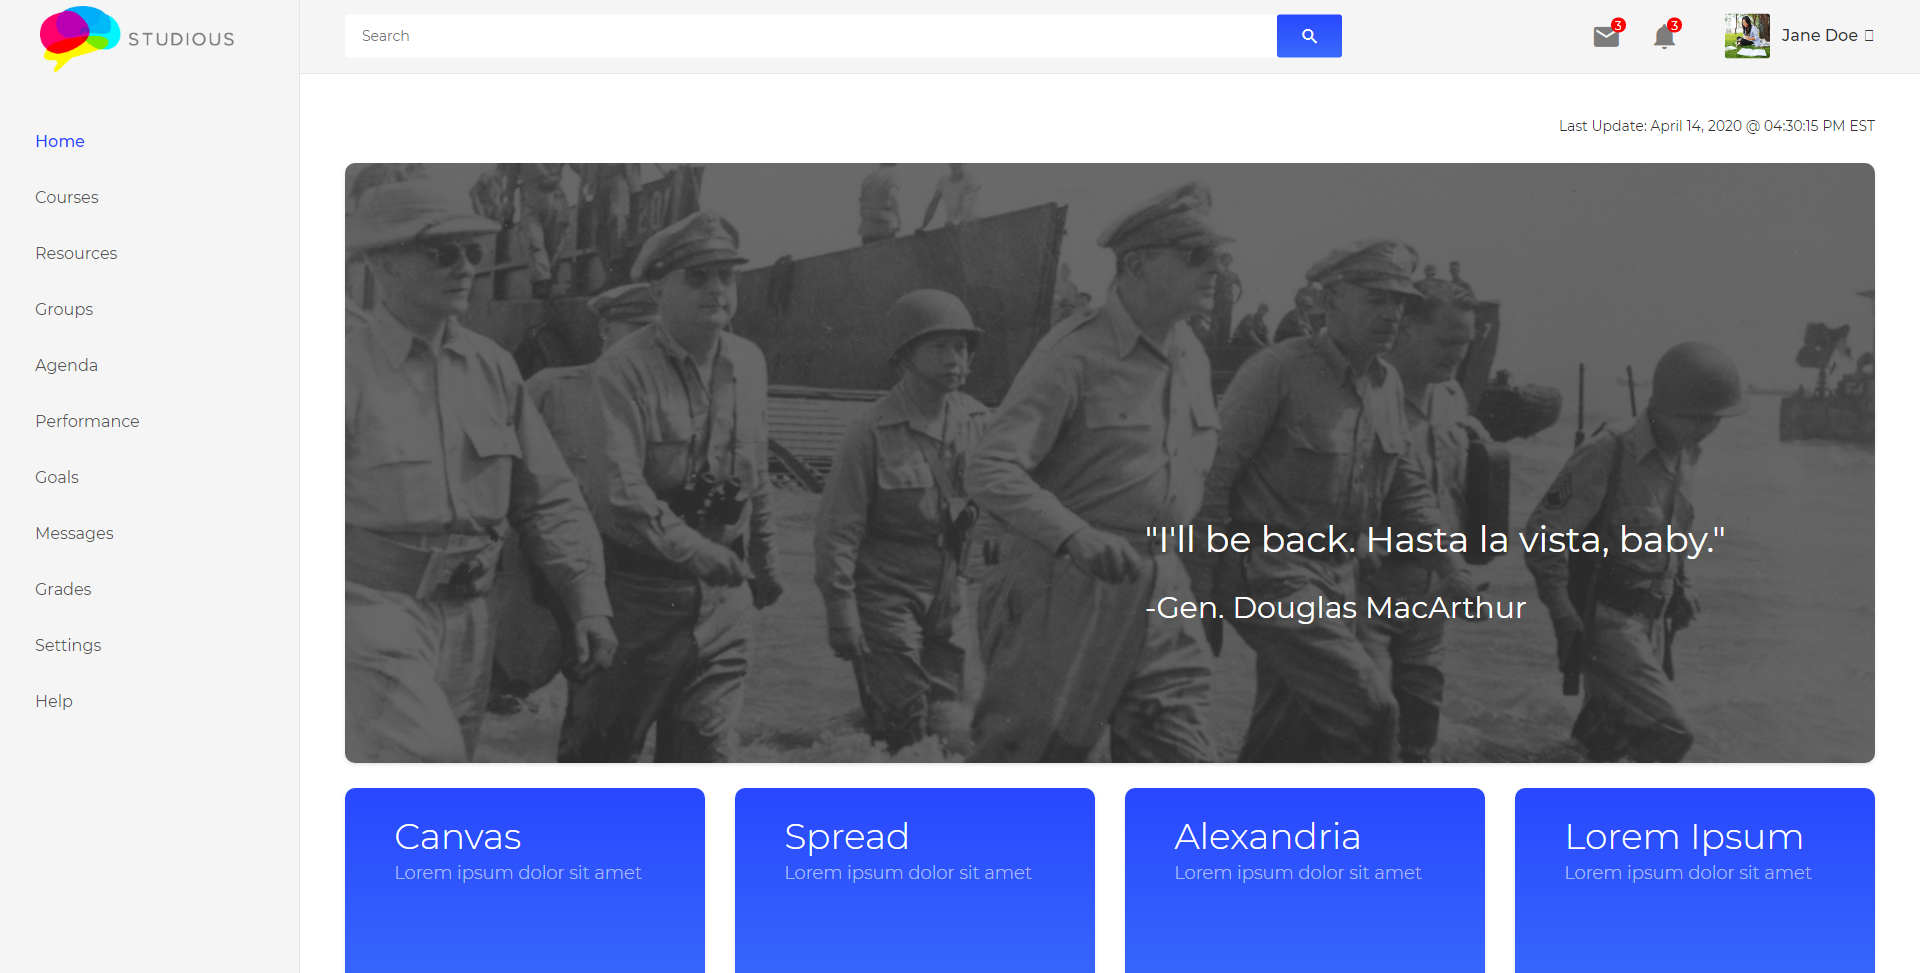 STUDIOUS
Search
3
3
Jane Doe
Home
Courses
Resources
Groups
Agenda
Performance
Goals
Messages
Grades
Settings
Help
Last Update: April 14, 2020 @ 04:30:15 PM EST
"I'll be back. Hasta la vista, baby."
-Gen. Douglas MacArthur
Canvas
Lorem ipsum dolor sit amet
Spread
Lorem ipsum dolor sit amet
Alexandria
Lorem ipsum dolor sit amet
Lorem Ipsum
Lorem ipsum dolor sit amet